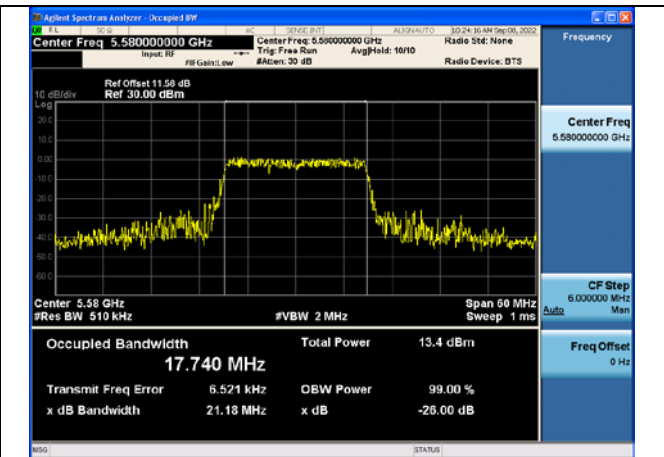 Agilent Spectrum Analyzer - Occupied BW
RL 50 Ω AC SENSE:INT ALIGNAUTO 10:24:16 AM Sep 08, 2022
Center Freq 5.580000000 GHz Center Freq: 5.580000000 GHz Radio Std: None Frequency
Input: RF Trig: Free Run Avg|Hold: 10/10
#IFGain:Low #Atten: 30 dB Radio Device: BTS
Ref Offset 11.58 dB
10 dB/div Ref 30.00 dBm
Log
20.0
10.0
0.00
-10.0
-20.0
-30.0
-40.0
-50.0
-60.0
Center Freq
5.580000000 GHz
Center 5.58 GHz Span 60 MHz
#Res BW 510 kHz #VBW 2 MHz Sweep 1 ms
CF Step
6.000000 MHz
Auto Man
Occupied Bandwidth Total Power 13.4 dBm
17.740 MHz
Transmit Freq Error 6.521 kHz OBW Power 99.00 %
x dB Bandwidth 21.18 MHz x dB -26.00 dB
Freq Offset
0 Hz
MSG STATUS